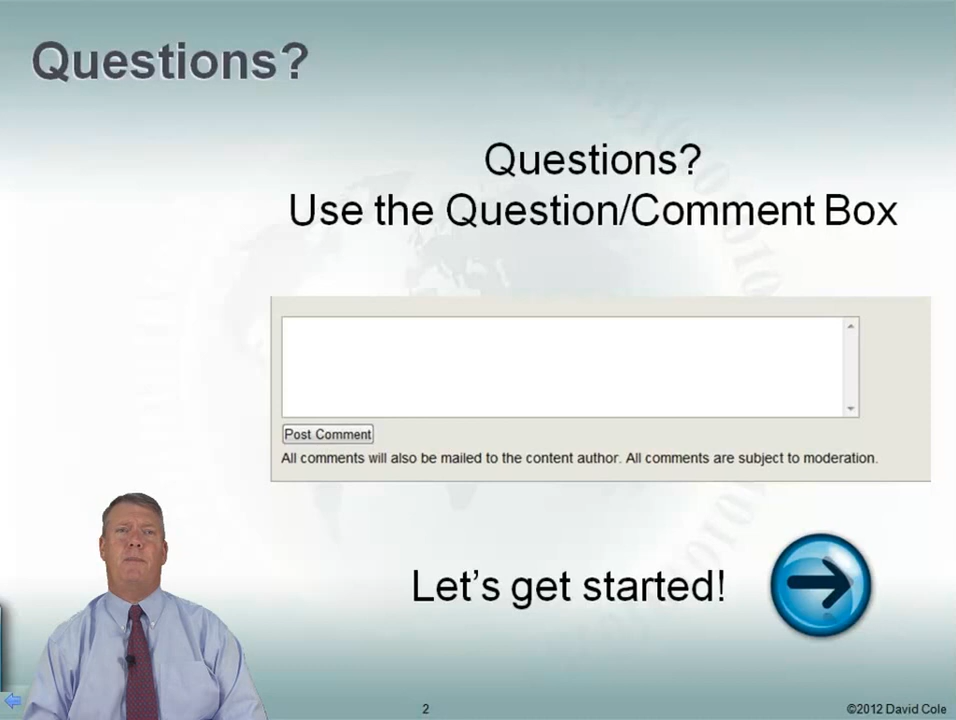 Questions?
Questions?
Use the Question/Comment Box
Post Comment
All comments will also be mailed to the content author. All comments are subject to moderation.
Let's get started!
2
©2012 David Cole